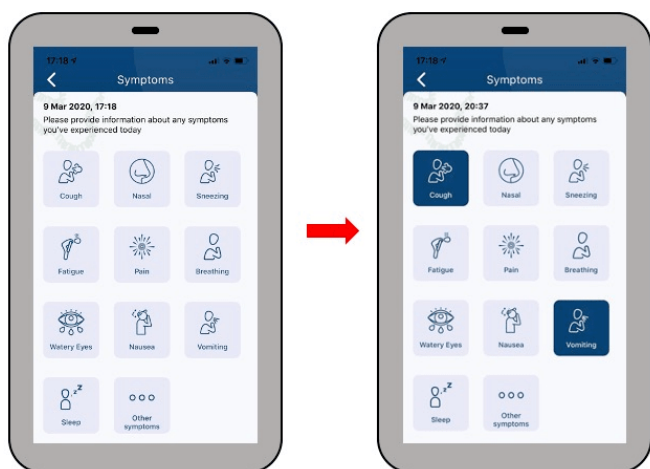 17:18
Symptoms
9 Mar 2020, 17:18
Please provide information about any symptoms
you've experienced today
Cough
Nasal
Sneezing
Fatigue
Pain
Breathing
Watery Eyes
Nausea
Vomiting
Sleep
Other
symptoms
17:18
Symptoms
9 Mar 2020, 20:37
Please provide information about any symptoms
you've experienced today
Cough
Nasal
Sneezing
Fatigue
Pain
Breathing
Watery Eyes
Nausea
Vomiting
Sleep
Other
symptoms